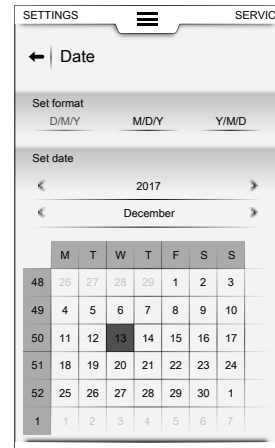 SETTINGS SERVIC
Date
Set format
D/M/Y M/D/Y Y/M/D
Set date
2017
December
M T W T F S S
48 26 27 28 29 1 2 3
49 4 5 6 7 8 9 10
50 11 12 13 14 15 16 17
51 18 19 20 21 22 23 24
52 25 26 27 28 29 30 1
1 1 2 3 4 5 6 7